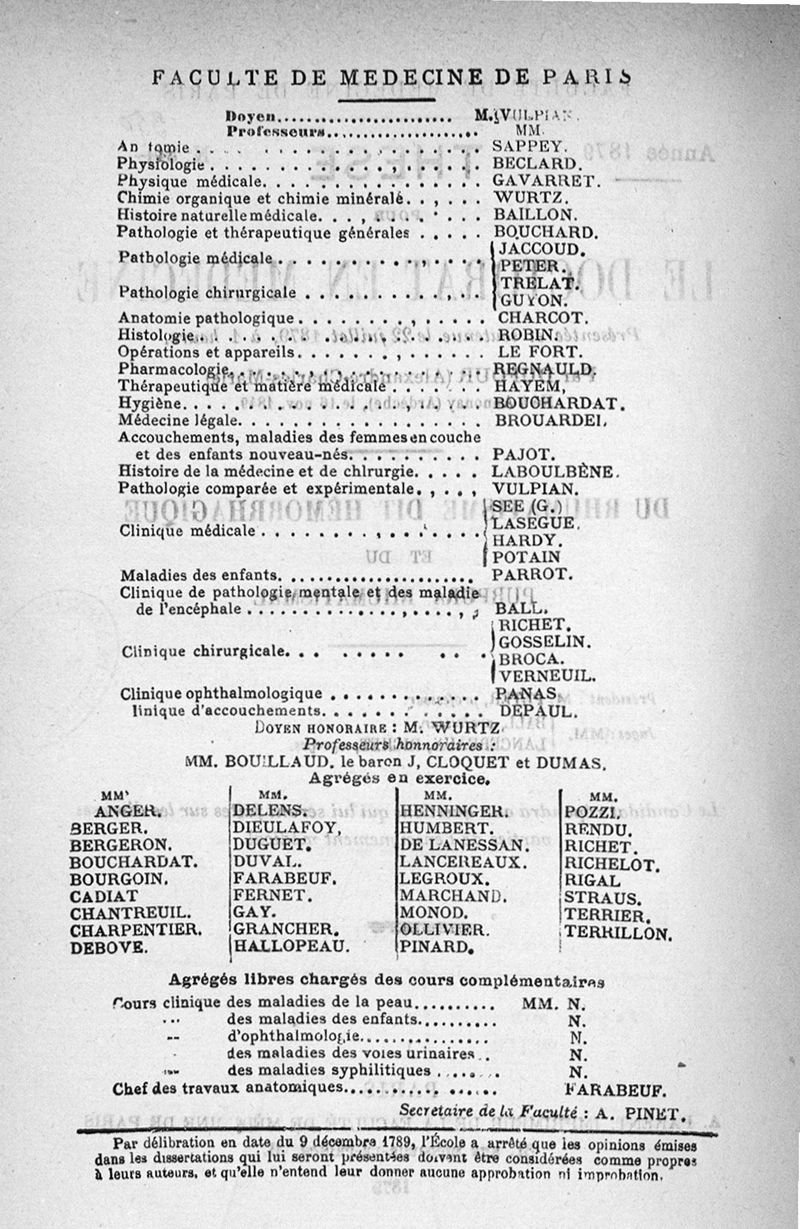 FACULTE DE MEDECINE DE PARIS
Doyen...................... M. VULPIAN.
Professeurs................... MM.
An tomie . . . . . . . . . . . . . . . . . . SAPPEY.
Physiologie . . . . . . . . . . . . . . . . . BECLARD.
Physique médicale. . . . . . . . . . . . . . GAVARRET.
Chimie organique et chimie minéralé. . , . . WURTZ.
Histoire naturelle médicale. . . , . . . . . BAILLON.
Pathologie et thérapeutique générales . . . . . BOUCHARD.
Pathologie médicale . . . . . . . . . . , . . . JACCOUD.
PETER.
Pathologie chirurgicale . . . . . . . . . . , . . TRELAT.
GUYON.
Anatomie pathologique . . . . . . . , . . . . CHARCOT.
Histologie. . . . . . . . . . . . . . . . . . ROBIN.
Opérations et appareils. . . . . . . , . . . . . LE FORT.
Pharmacologie. . . . . . . . . . . . . . . . REGNAULD.
Thérapeutique et matière médicale . . . . . . HAYEM,
Hygiène. . . . . . . . . . . . . . . . . . . BOUCHARDAT.
Médecine légale. . . . . . . . . . . . . . . BROUARDEL
Accouchements, maladies des femmes en couche
et des enfants nouveau-nés. . . . . . . . . PAJOT.
Histoire de la médecine et de chlrurgie. . . . . LABOULBÈNE.
Pathologie comparée et expérimentale. , . . , VULPIAN.
Clinique médicale . . . . . . . . . . . . . . . SEE (G.)
LASEGUE.
HARDY.
POTAIN
Maladies des enfants. ...................... PARROT.
Clinique de pathologie mentale et des maladie
de l'encéphale . . . . . . . . . . . . . . , . . . , , BALL.
Clinique chirurgicale. . . . . . . . . . . . . RICHET.
GOSSELIN.
BROCA.
VERNEUIL.
Clinique ophthalmologique . . . . . . . . . . . . PANAS
linique d'accouchements. . . . . . . . . . . . DEPAUL.
DOYEN HONORAIRE : M. WURTZ
Professeurs honnoraires :
MM. BOUILLAUD. le baron J, CLOQUET et DUMAS.
Agrégés en exercice.
MM' MM. MM. MM.
ANGER. DELENS. HENNINGER. POZZI.
BERGER. DIEULAFOY, HUMBERT. RENDU.
BERGERON. DUGUET. DE LANESSAN. RICHET.
BOUCHARDAT. DUVAL. LANCEREAUX. RICHELOT.
BOURGOIN. FARABEUF. LEGROUX. RIGAL
CADIAT FERNET. MARCHAND. STRAUS.
CHANTREUIL. GAY. MONOD. TERRIER.
CHARPENTIER. GRANCHER. OLLIVIER. TERRILLON.
DEBOVE. HALLOPEAU. PINARD.
Agrégés libres chargés des cours complémentaires
Cours clinique des maladies de la peau.......... MM. N.
des maladies des enfants.......... N.
d'ophthalmologie................ N.
des maladies des voies urinaires . . N.
des maladies syphilitiques . . . . . . N.
Chef des travaux anatomiques.................. FARABEUF.
Secretaire de la Faculté : A. PINET.
Par délibration en date du 9 décembre 1789, l'École a arrêté que les opinions émises
dans les dissertations qui lui seront présentées doivent être considérées comme propres
à leurs auteurs, et qu'elle n'entend leur donner aucune approbation ni improbation.